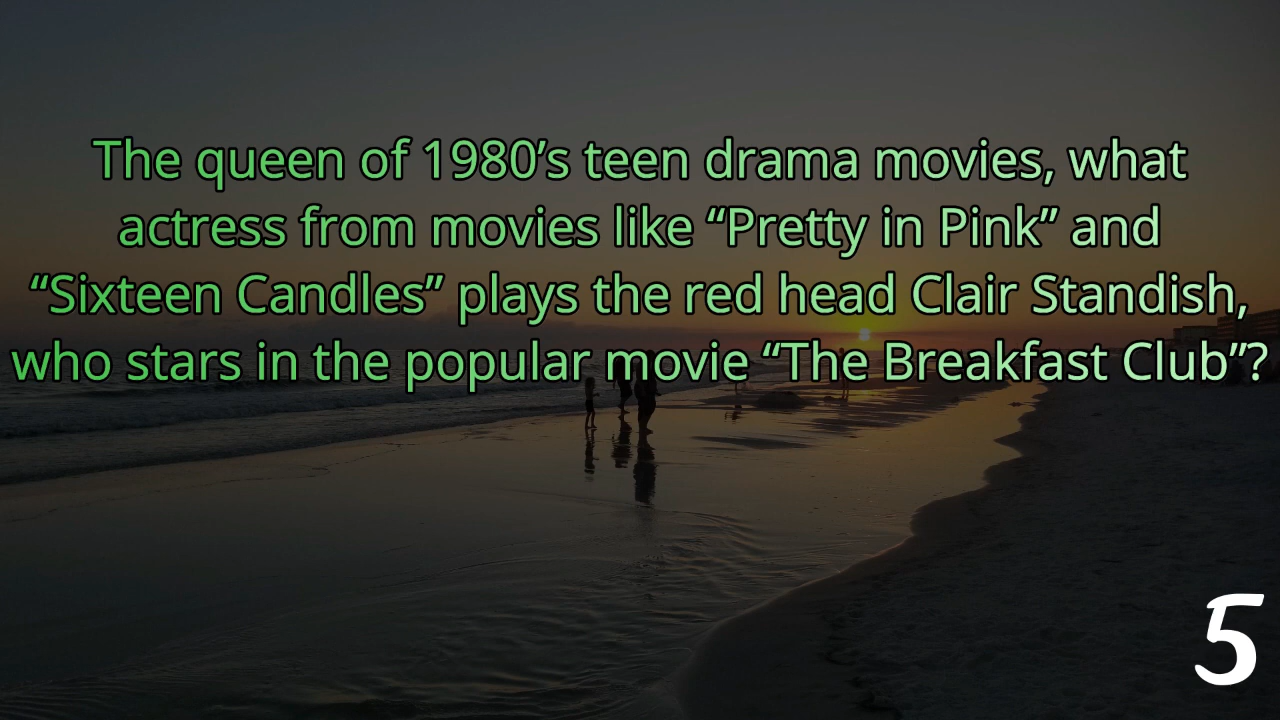 The queen of 1980’s teen drama movies, what
actress from movies like “Pretty in Pink” and
“Sixteen Candles” plays the red head Clair Standish,
who stars in the popular movie “The Breakfast Club”?
5